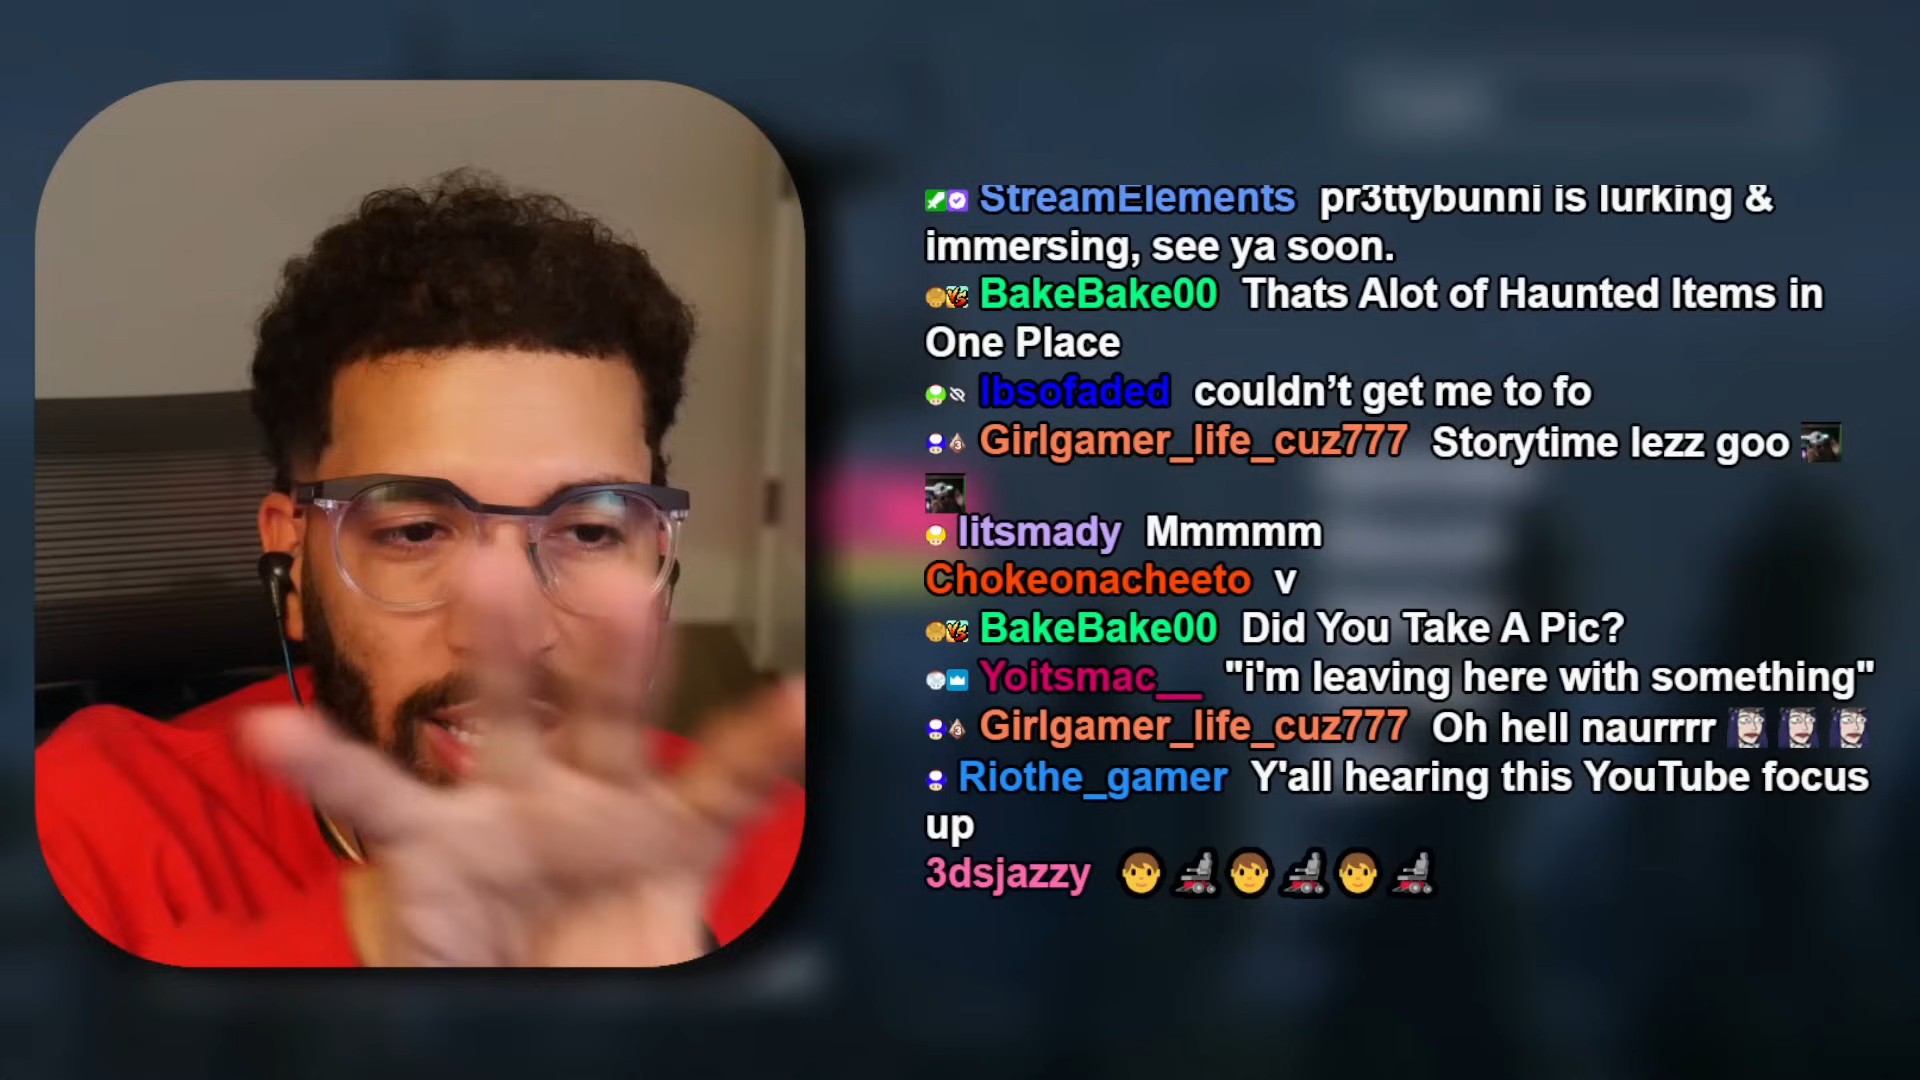 StreamElements pr3ttybunni is lurking &
immersing, see ya soon.
BakeBake00 Thats Alot of Haunted Items in
One Place
lbsofaded couldn’t get me to fo
Girlgamer_life_cuz777 Storytime lezz goo
litsmady Mmmmm
Chokeonacheeto v
BakeBake00 Did You Take A Pic?
Yoitsmac__ "i'm leaving here with something"
Girlgamer_life_cuz777 Oh hell naurrrr
Riothe_gamer Y'all hearing this YouTube focus
up
3dsjazzy